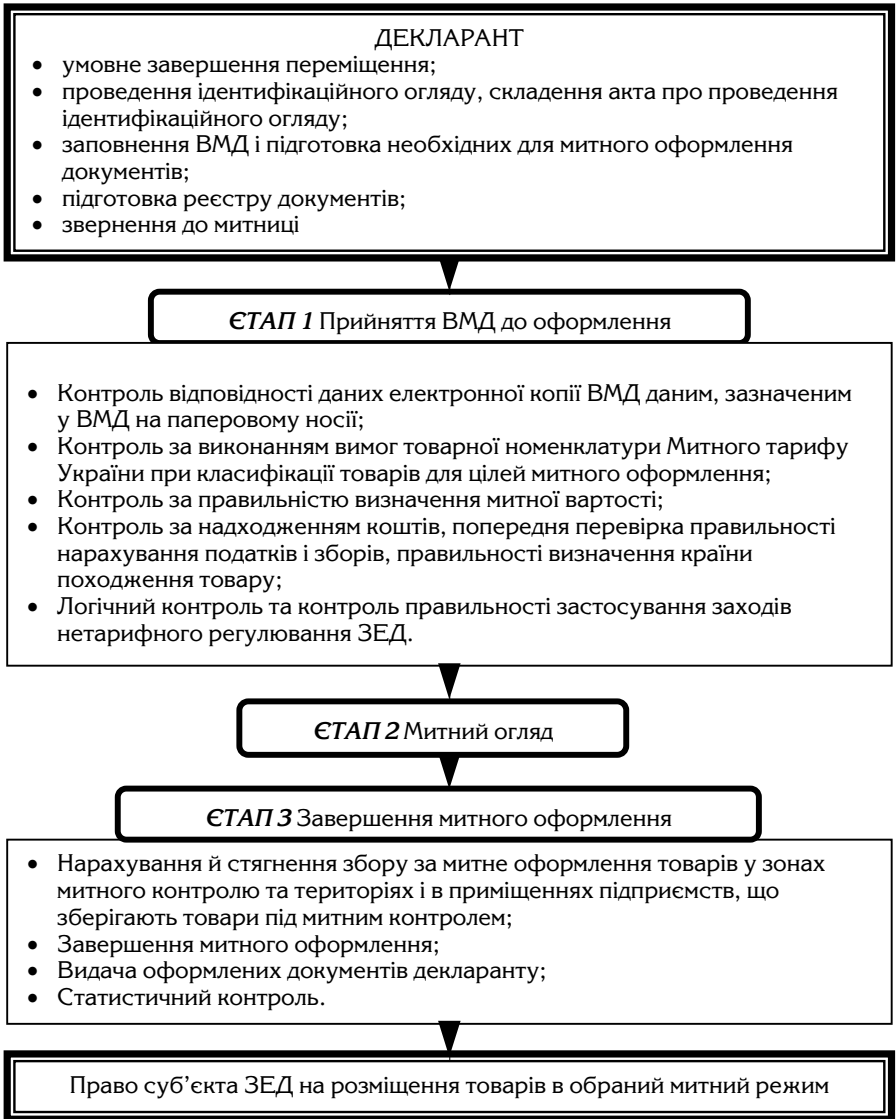 ДЕКЛАРАНТ
• умовне завершення переміщення;
• проведення ідентифікаційного огляду, складення акта про проведення
ідентифікаційного огляду;
• заповнення ВМД і підготовка необхідних для митного оформлення
документів;
• підготовка реєстру документів;
• звернення до митниці
ЄТАП 1 Прийняття ВМД до оформлення
• Контроль відповідності даних електронної копії ВМД даним, зазначеним
у ВМД на паперовому носії;
• Контроль за виконанням вимог товарної номенклатури Митного тарифу
України при класифікації товарів для цілей митного оформлення;
• Контроль за правильністю визначення митної вартості;
• Контроль за надходженням коштів, попередня перевірка правильності
нарахування податків і зборів, правильності визначення країни
походження товару;
• Логічний контроль та контроль правильності застосування заходів
нетарифного регулювання ЗЕД.
ЄТАП 2 Митний огляд
ЄТАП 3 Завершення митного оформлення
• Нарахування й стягнення збору за митне оформлення товарів у зонах
митного контролю та територіях і в приміщеннях підприємств, що
зберігають товари під митним контролем;
• Завершення митного оформлення;
• Видача оформлених документів декларанту;
• Статистичний контроль.
Право суб’єкта ЗЕД на розміщення товарів в обраний митний режим